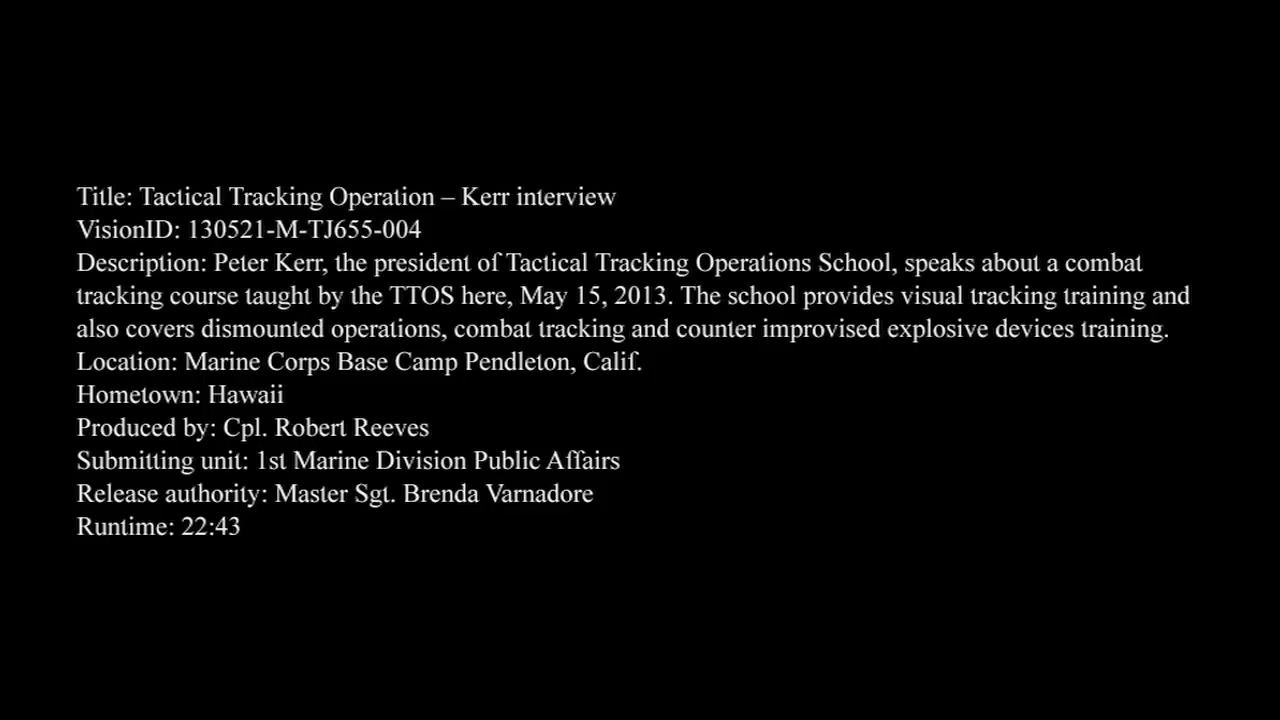 Title: Tactical Tracking Operation – Kerr interview
VisionID: 130521-M-TJ655-004
Description: Peter Kerr, the president of Tactical Tracking Operations School, speaks about a combat
tracking course taught by the TTOS here, May 15, 2013. The school provides visual tracking training and
also covers dismounted operations, combat tracking and counter improvised explosive devices training.
Location: Marine Corps Base Camp Pendleton, Calif.
Hometown: Hawaii
Produced by: Cpl. Robert Reeves
Submitting unit: 1st Marine Division Public Affairs
Release authority: Master Sgt. Brenda Varnadore
Runtime: 22:43